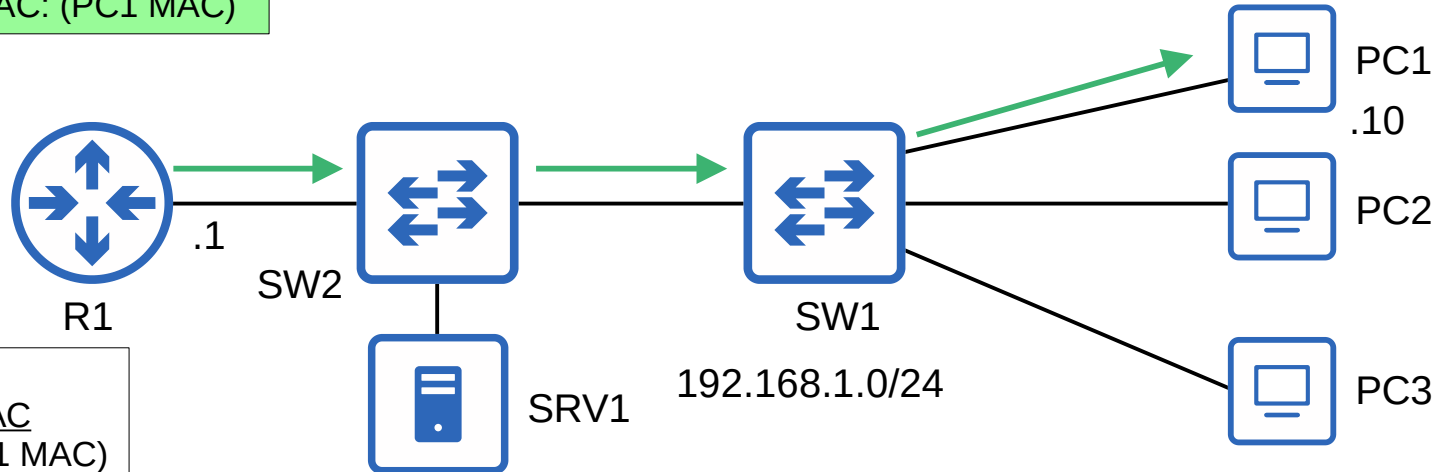 AC: (PC1 MAC)
PC1
.10
PC2
.1
SW2
R1
SW1
192.168.1.0/24
PC3
SRV1
AC
1 MAC)